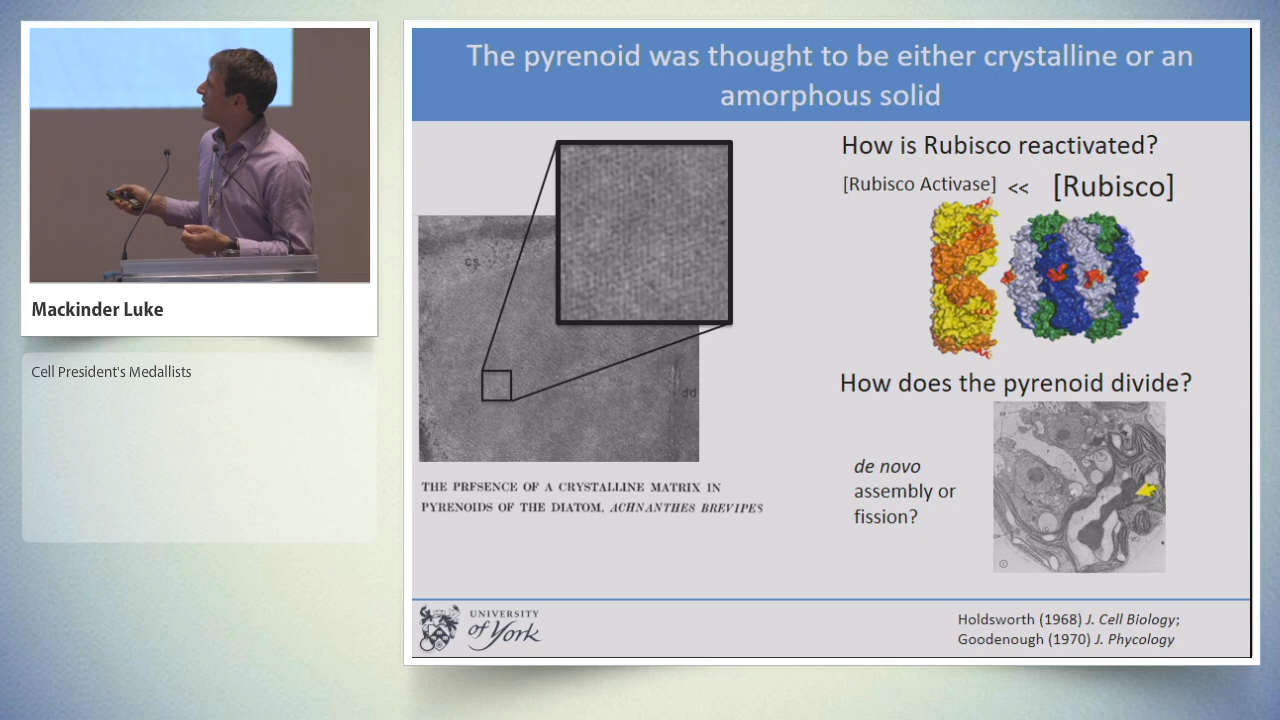 The pyrenoid was thought to be either crystalline or an
amorphous solid
How is Rubisco reactivated?
[Rubisco Activase] << [Rubisco]
cs
dd
THE PRESENCE OF A CRYSTALLINE MATRIX IN
PYRENOIDS OF THE DIATOM, ACHNANTHES BREVIPES
How does the pyrenoid divide?
de novo
assembly or
fission?
UNIVERSITY
of York
Holdsworth (1968) J. Cell Biology;
Goodenough (1970) J. Phycology
Mackinder Luke
Cell President's Medallists